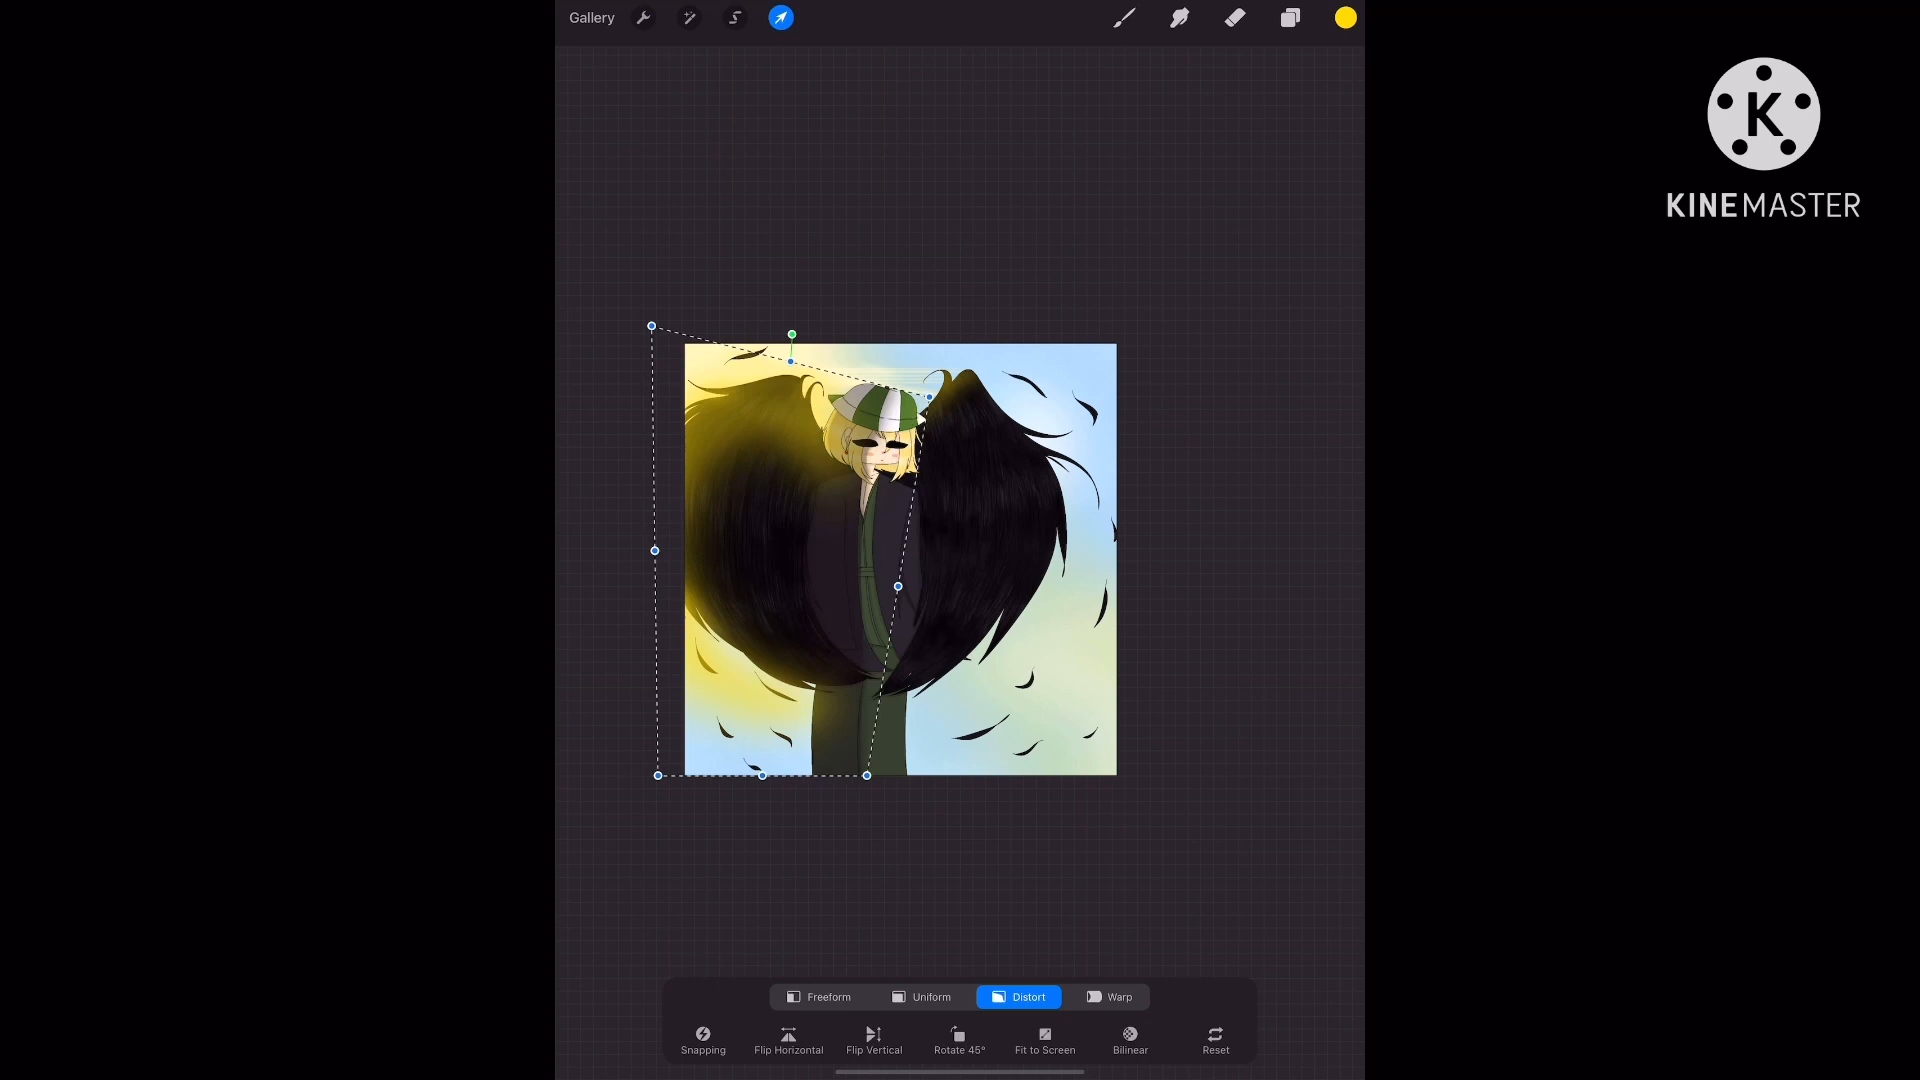 Gallery
KINEMASTER
Freeform Uniform Distort Warp
Snapping Flip Horizontal Flip Vertical Rotate 45° Fit to Screen Bilinear Reset